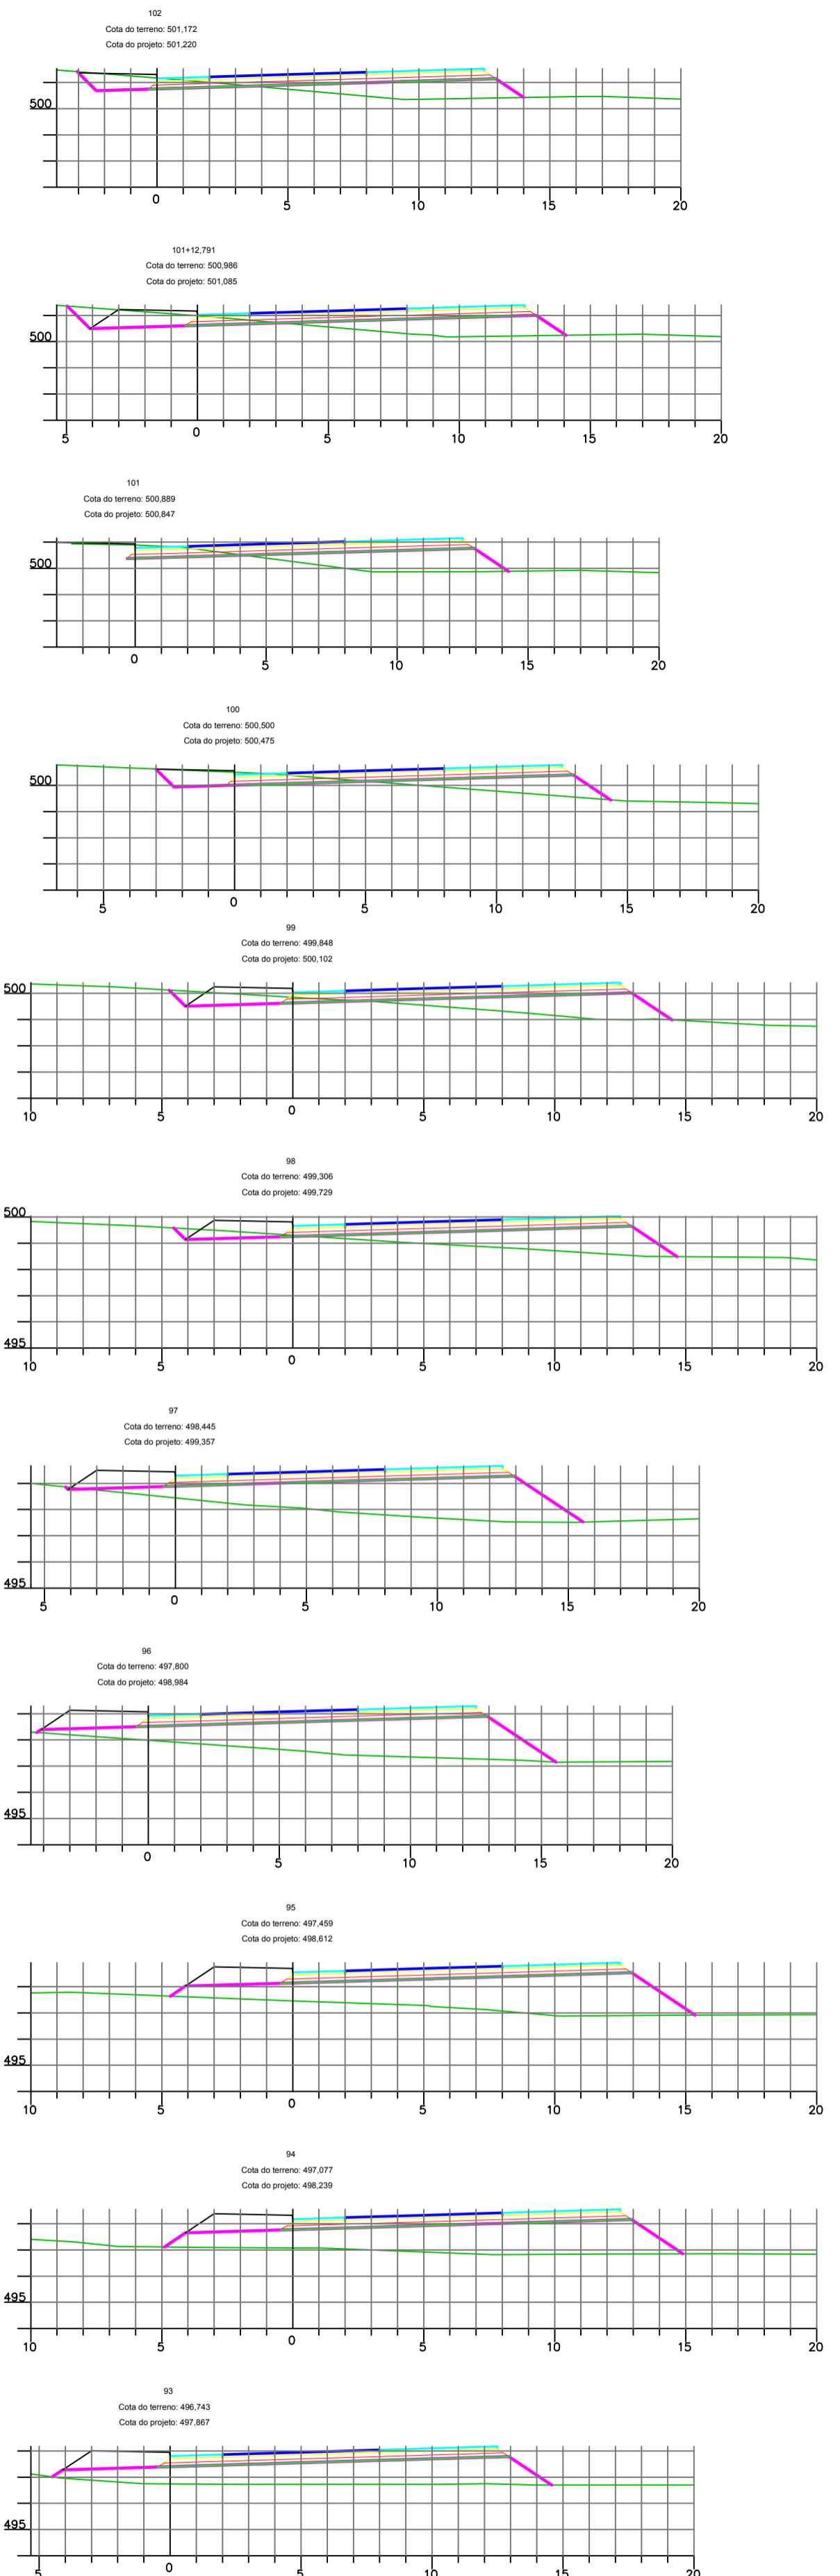 102
Cota do terreno: 501,172
Cota do projeto: 501,220
500
0 5 10 15 20
101+12,791
Cota do terreno: 500,986
Cota do projeto: 501,085
500
5 0 5 10 15 20
101
Cota do terreno: 500,889
Cota do projeto: 500,847
500
0 5 10 15 20
100
Cota do terreno: 500,500
Cota do projeto: 500,475
500
5 0 5 10 15 20
99
Cota do terreno: 499,848
Cota do projeto: 500,102
500
10 5 0 5 10 15 20
98
Cota do terreno: 499,306
Cota do projeto: 499,729
500
495
10 5 0 5 10 15 20
97
Cota do terreno: 498,445
Cota do projeto: 499,357
495
5 0 5 10 15 20
96
Cota do terreno: 497,800
Cota do projeto: 498,984
495
0 5 10 15 20
95
Cota do terreno: 497,459
Cota do projeto: 498,612
495
10 5 0 5 10 15 20
94
Cota do terreno: 497,077
Cota do projeto: 498,239
495
10 5 0 5 10 15 20
93
Cota do terreno: 496,743
Cota do projeto: 497,867
495
5 0 5 10 15 20